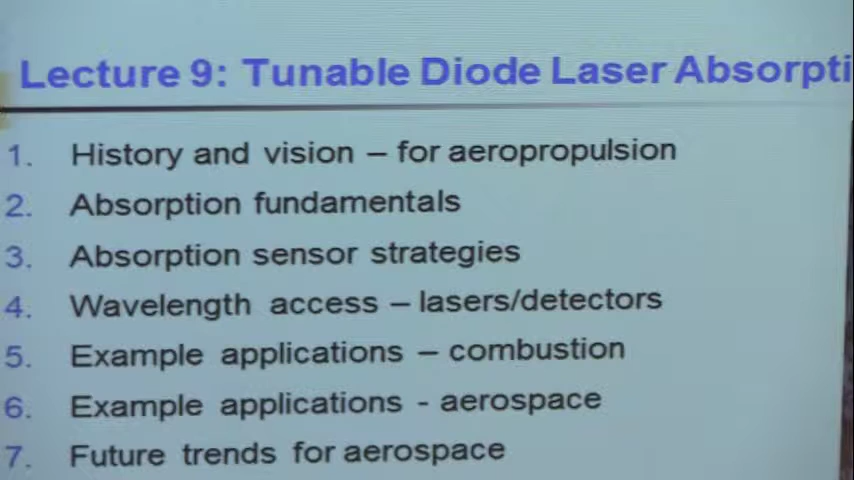 Lecture 9: Tunable Diode Laser Absorpti
1. History and vision – for aeropropulsion
2. Absorption fundamentals
3. Absorption sensor strategies
4. Wavelength access – lasers/detectors
5. Example applications – combustion
6. Example applications - aerospace
7. Future trends for aerospace